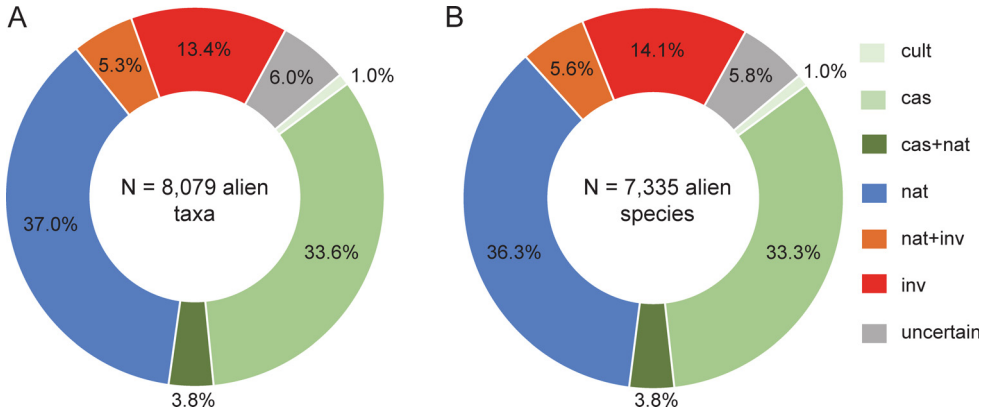 A
5.3%
13.4%
6.0%
1.0%
37.0%
N = 8,079 alien
taxa
33.6%
3.8%
B
5.6%
14.1%
5.8%
1.0%
36.3%
N = 7,335 alien
species
33.3%
3.8%
cult
cas
cas+nat
nat
nat+inv
inv
uncertain